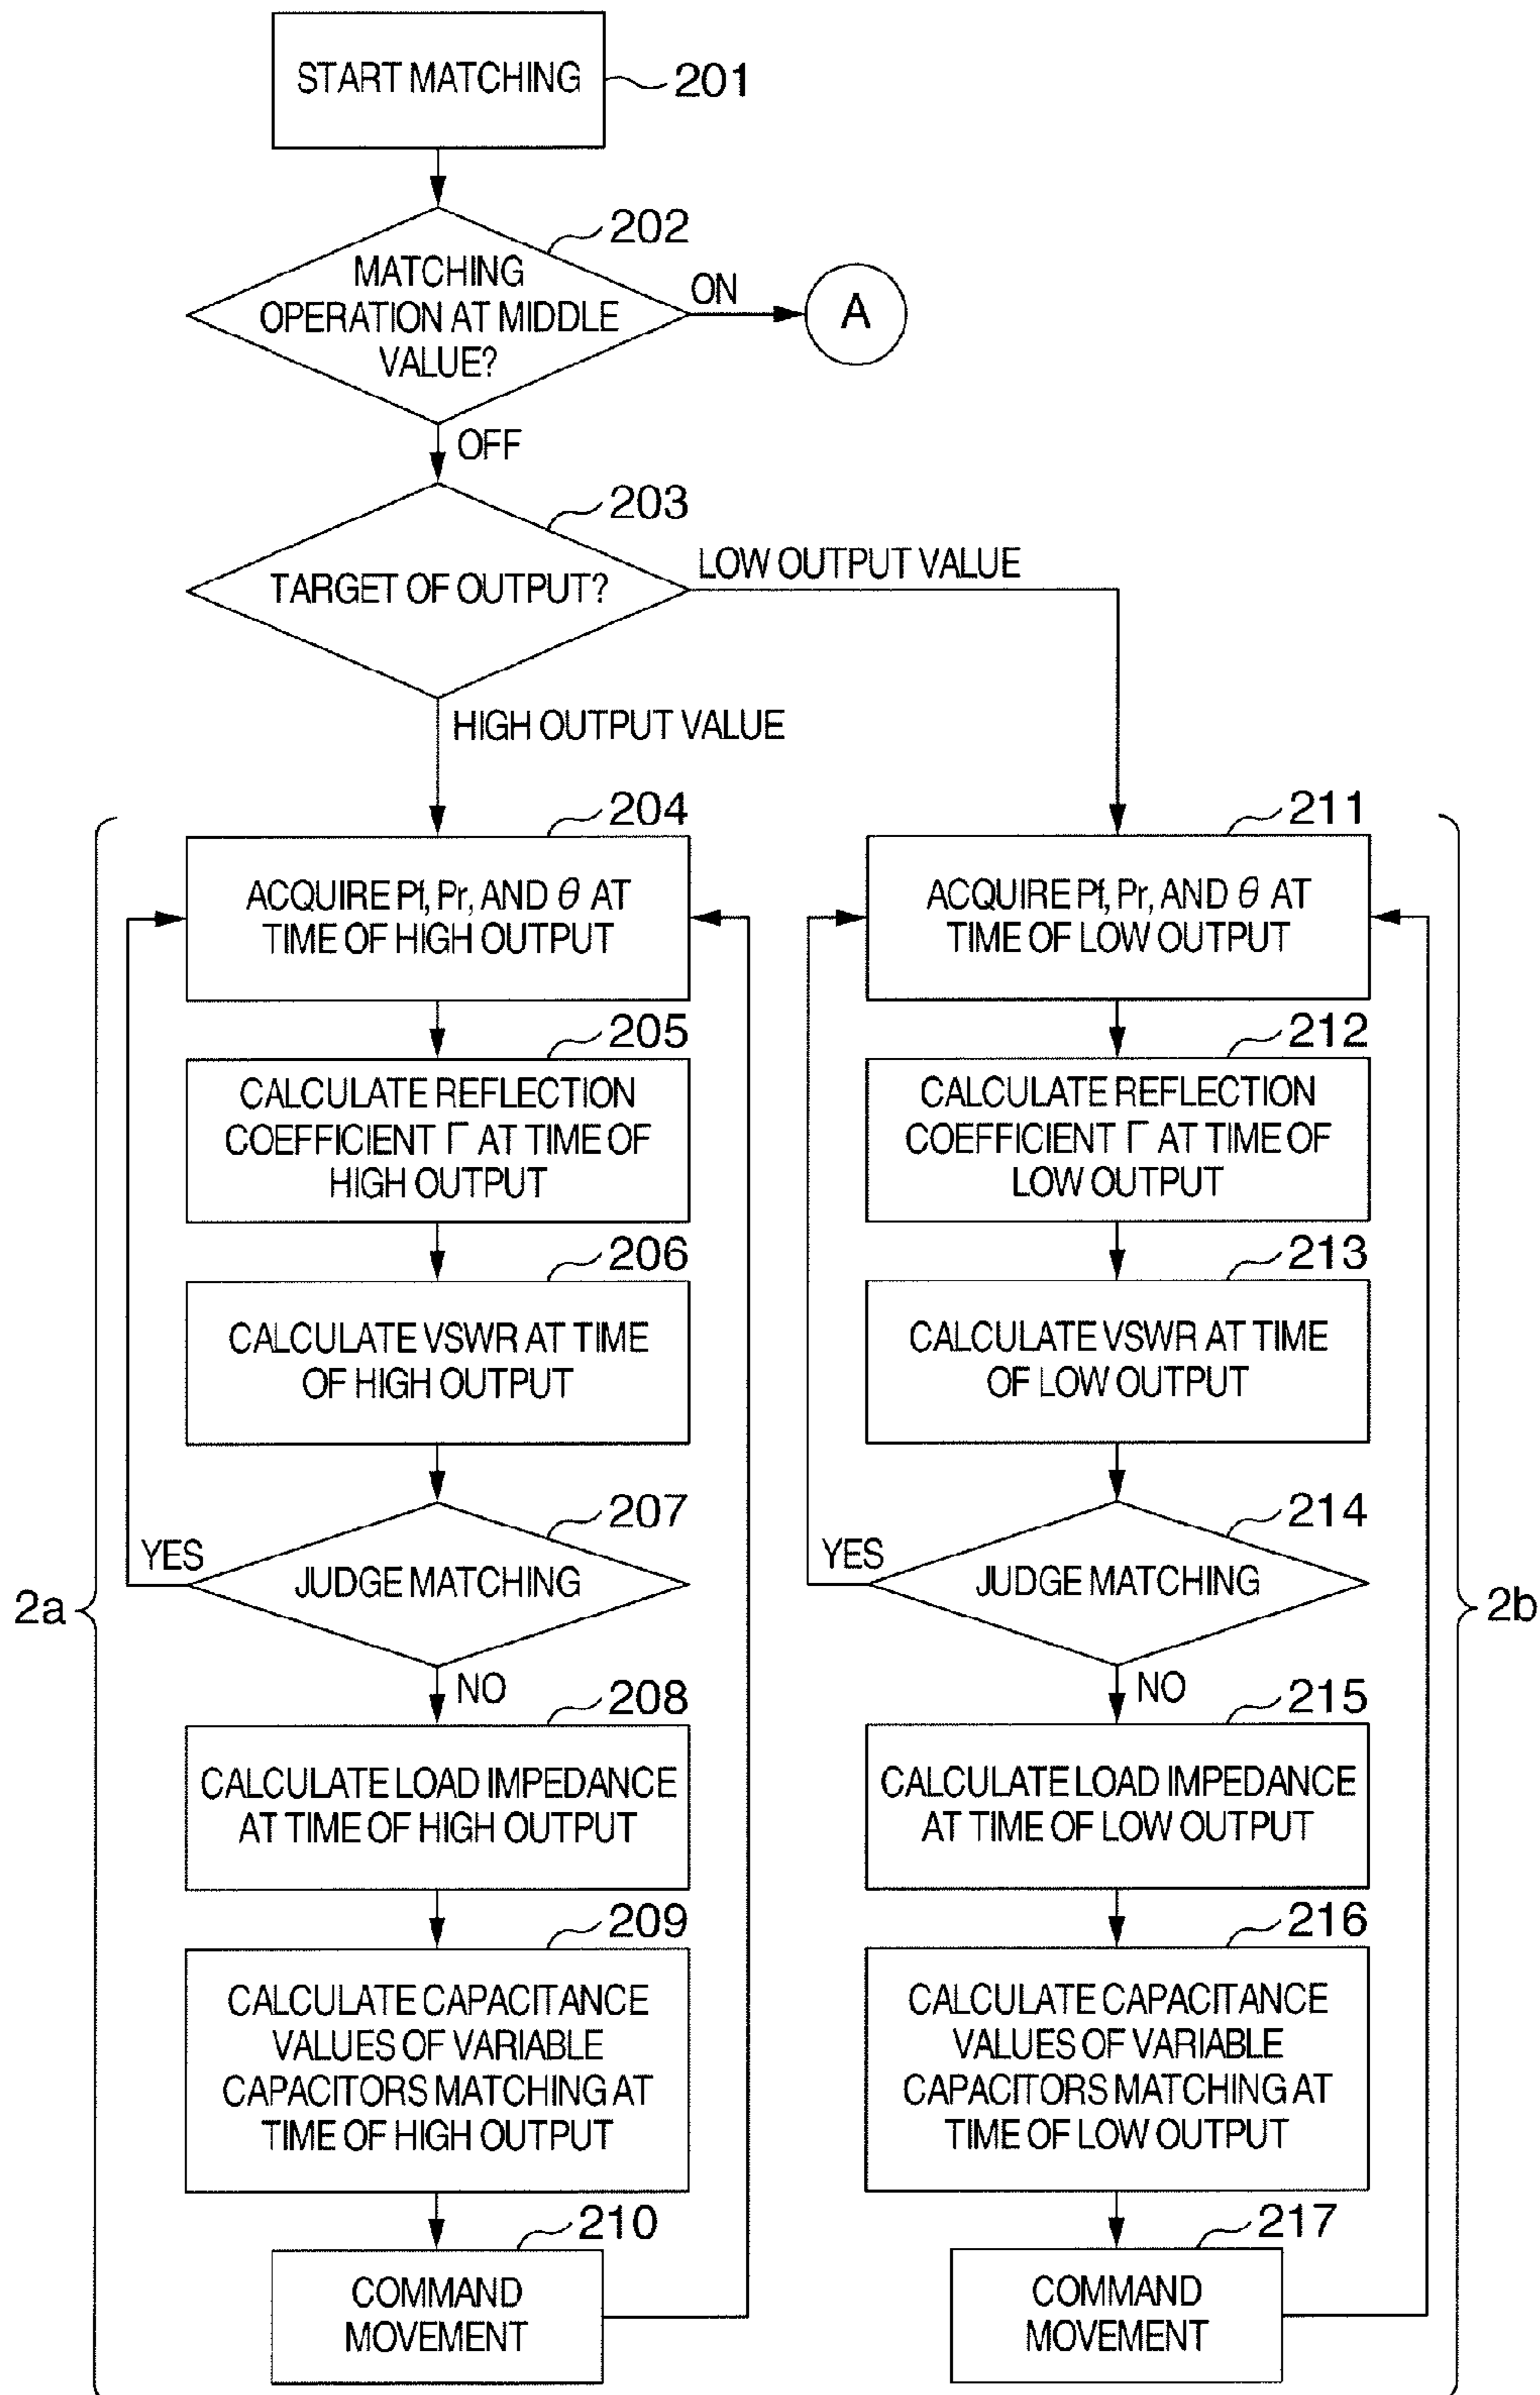 START MATCHING
201
202
MATCHING
OPERATION AT MIDDLE
VALUE?
ON
A
OFF
203
TARGET OF OUTPUT?
LOW OUTPUT VALUE
HIGH OUTPUT VALUE
2a
204
ACQUIRE Pf, Pr, AND θ AT
TIME OF HIGH OUTPUT
205
CALCULATE REFLECTION
COEFFICIENT Γ AT TIME OF
HIGH OUTPUT
206
CALCULATE VSWR AT TIME
OF HIGH OUTPUT
207
JUDGE MATCHING
YES
NO
208
CALCULATE LOAD IMPEDANCE
AT TIME OF HIGH OUTPUT
209
CALCULATE CAPACITANCE
VALUES OF VARIABLE
CAPACITORS MATCHING AT
TIME OF HIGH OUTPUT
210
COMMAND
MOVEMENT
211
ACQUIRE Pf, Pr, AND θ AT
TIME OF LOW OUTPUT
212
CALCULATE REFLECTION
COEFFICIENT Γ AT TIME OF
LOW OUTPUT
213
CALCULATE VSWR AT TIME
OF LOW OUTPUT
214
JUDGE MATCHING
YES
NO
215
CALCULATE LOAD IMPEDANCE
AT TIME OF LOW OUTPUT
216
CALCULATE CAPACITANCE
VALUES OF VARIABLE
CAPACITORS MATCHING AT
TIME OF LOW OUTPUT
217
COMMAND
MOVEMENT
2b